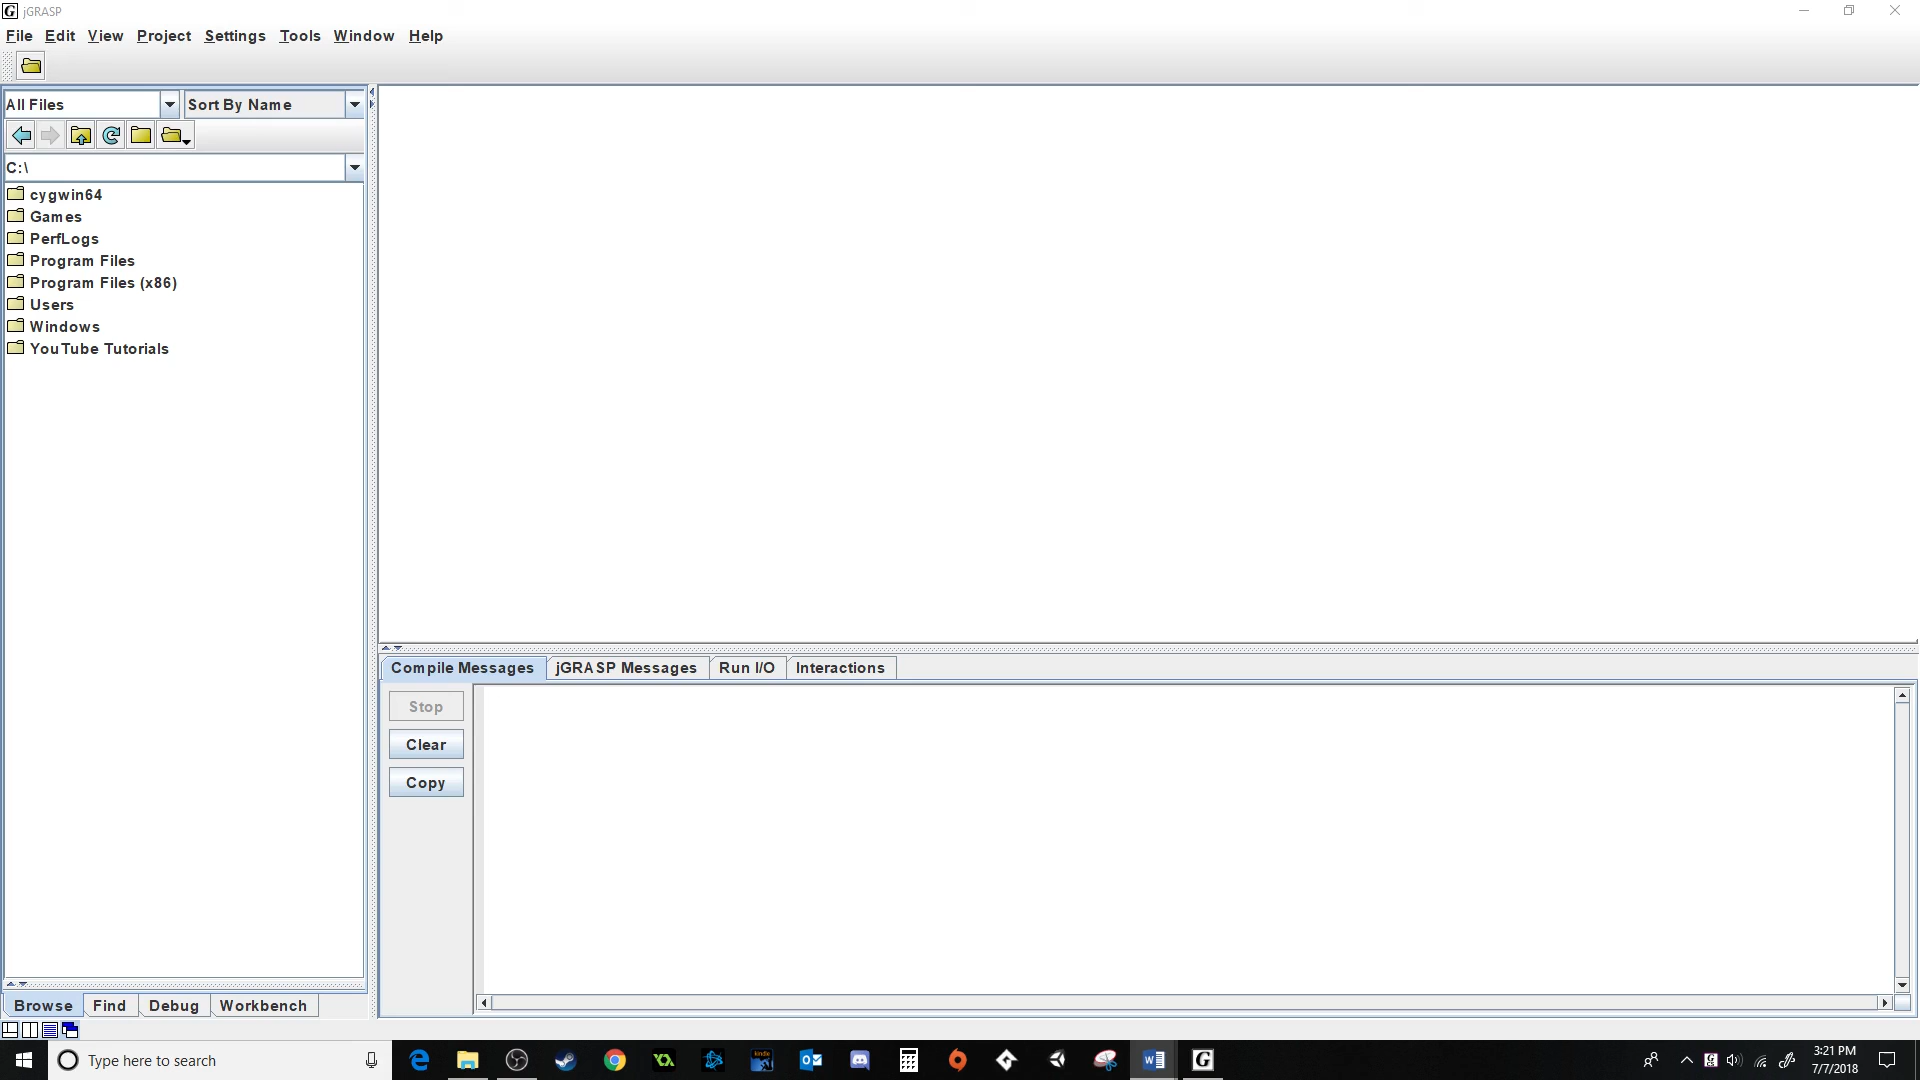 G jGRASP
File Edit View Project Settings Tools Window Help
All Files Sort By Name
C:\
cygwin64
Games
PerfLogs
Program Files
Program Files (x86)
Users
Windows
YouTube Tutorials
Compile Messages jGRASP Messages Run I/O Interactions
Stop
Clear
Copy
Browse Find Debug Workbench
Type here to search
kindle
G
3:21 PM
7/7/2018